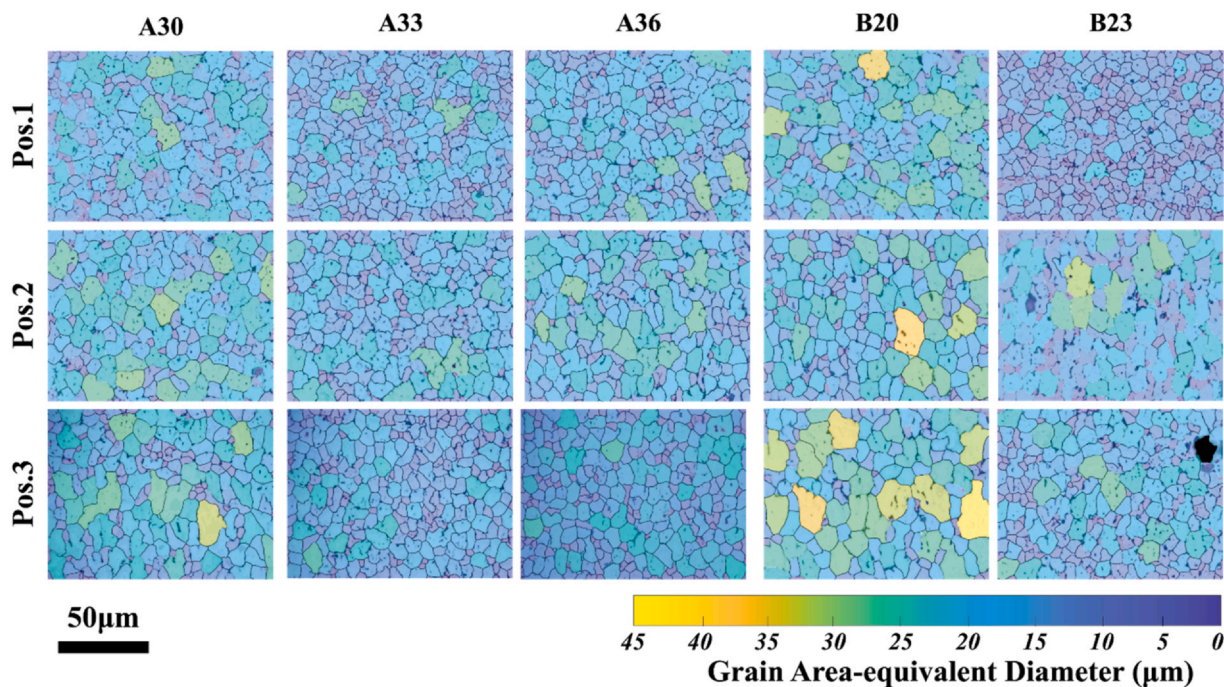 A30 A33 A36 B20 B23
Pos.1
Pos.2
Pos.3
50µm
45 40 35 30 25 20 15 10 5 0
Grain Area-equivalent Diameter (µm)